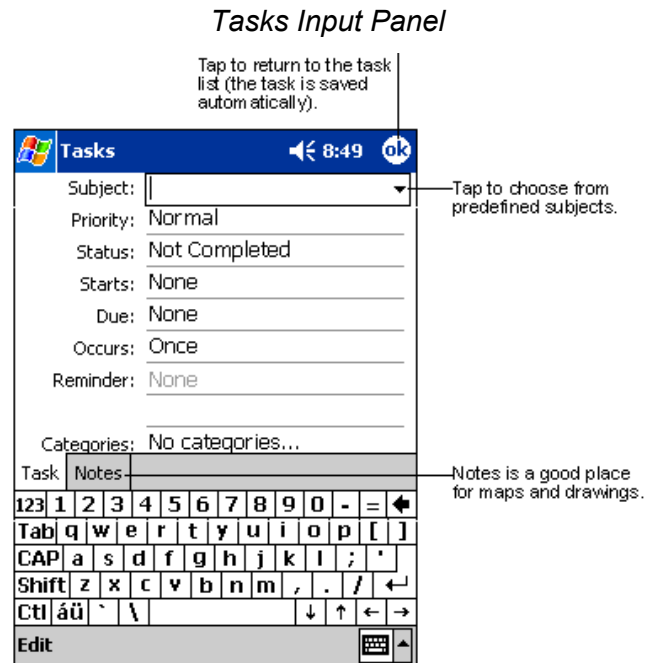 Tasks Input Panel
Tap to return to the task
list (the task is saved
automatically).
Tasks 8:49 ok
Subject:
Tap to choose from
predefined subjects.
Priority: Normal
Status: Not Completed
Starts: None
Due: None
Occurs: Once
Reminder: None
Categories: No categories...
Task Notes
Notes is a good place
for maps and drawings.
123 1 2 3 4 5 6 7 8 9 0 - = 🡄
Tab q w e r t y u i o p [ ]
CAP a s d f g h j k l ; '
Shift z x c v b n m , . / ↵
Ctl áü ` \ ↓ ↑ ← →
Edit